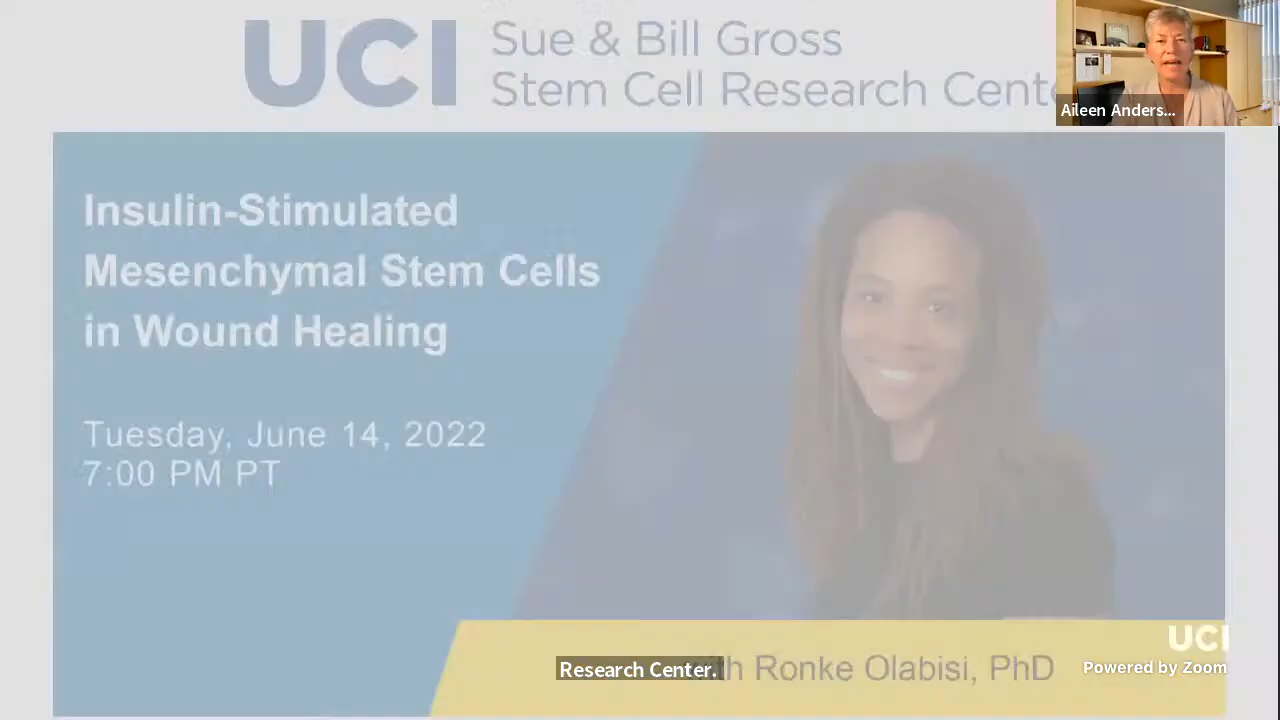 UCI Sue & Bill Gross
Stem Cell Research Cent
Aileen Anders...
Insulin-Stimulated
Mesenchymal Stem Cells
in Wound Healing
Tuesday, June 14, 2022
7:00 PM PT
UCI
Research Center.
Ronke Olabisi, PhD
Powered by Zoom